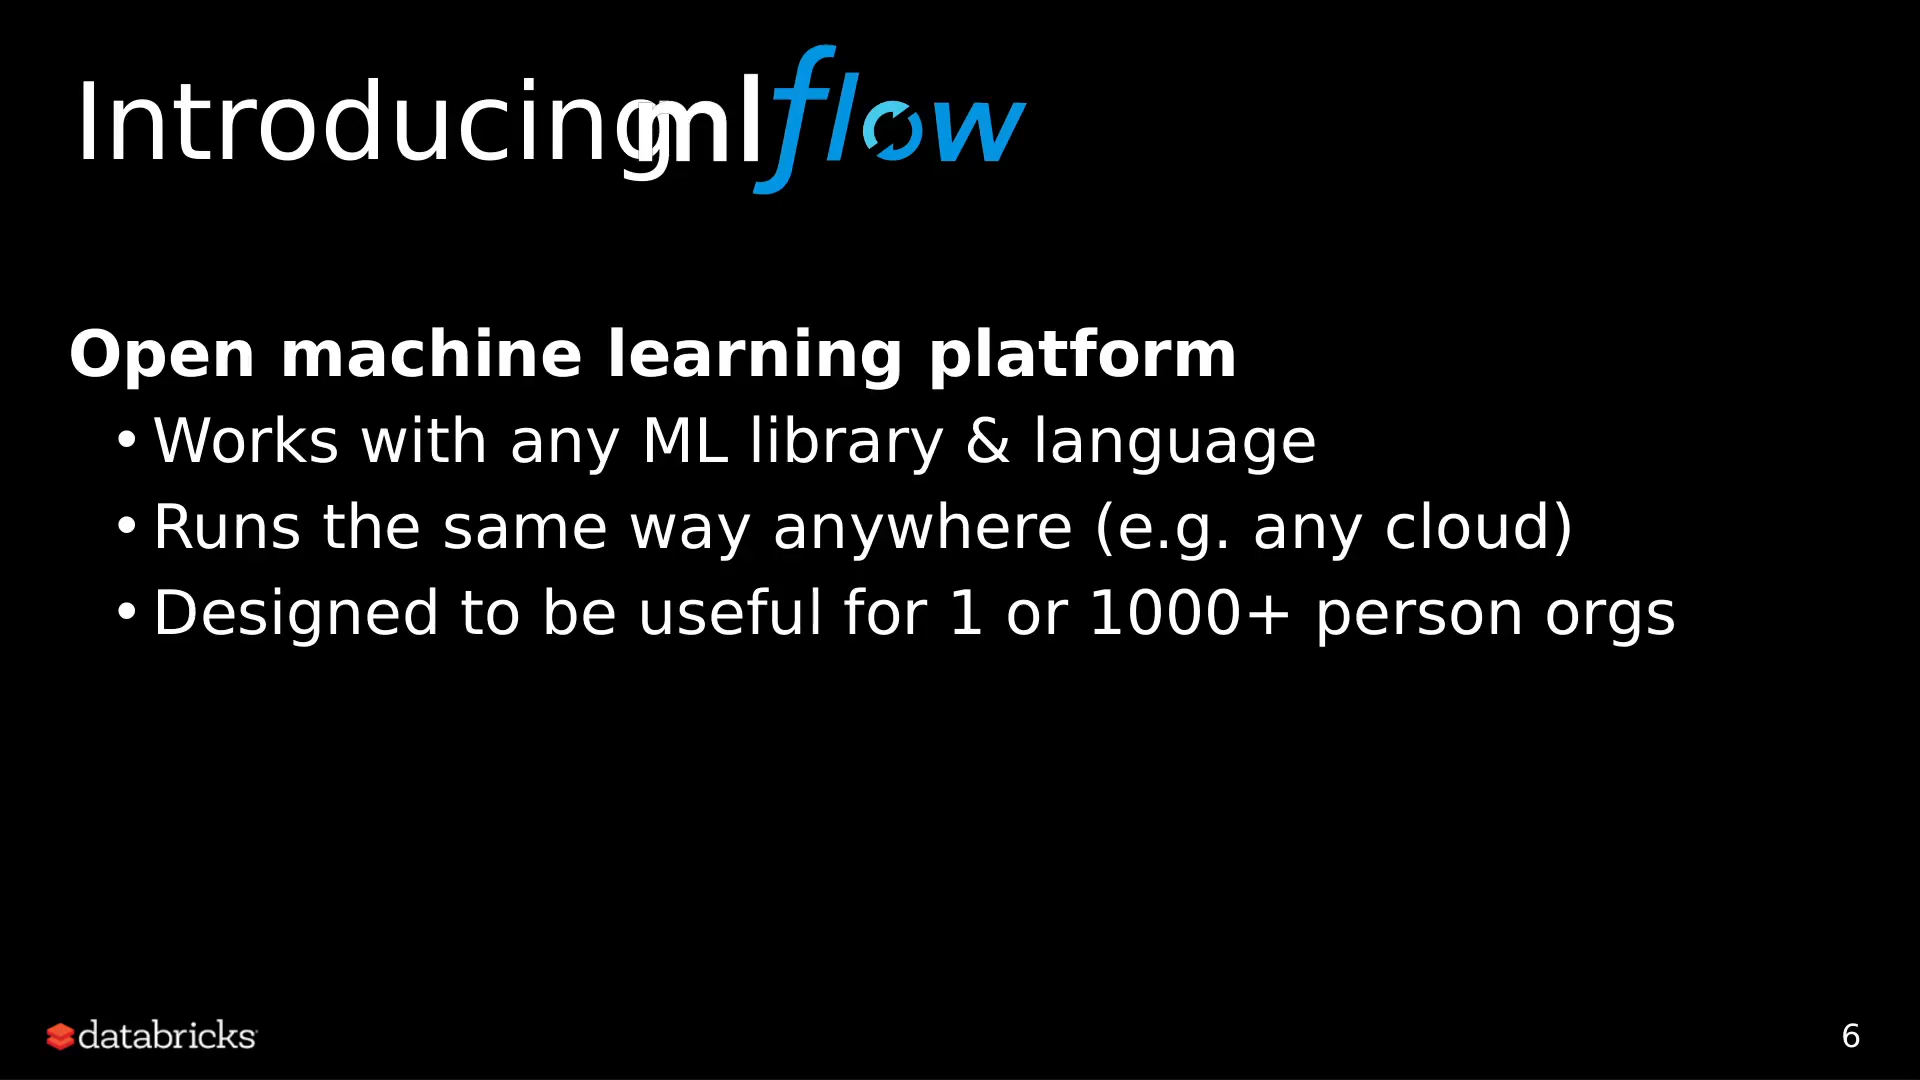 Introducing mlflow
Open machine learning platform
• Works with any ML library & language
• Runs the same way anywhere (e.g. any cloud)
• Designed to be useful for 1 or 1000+ person orgs
databricks
6